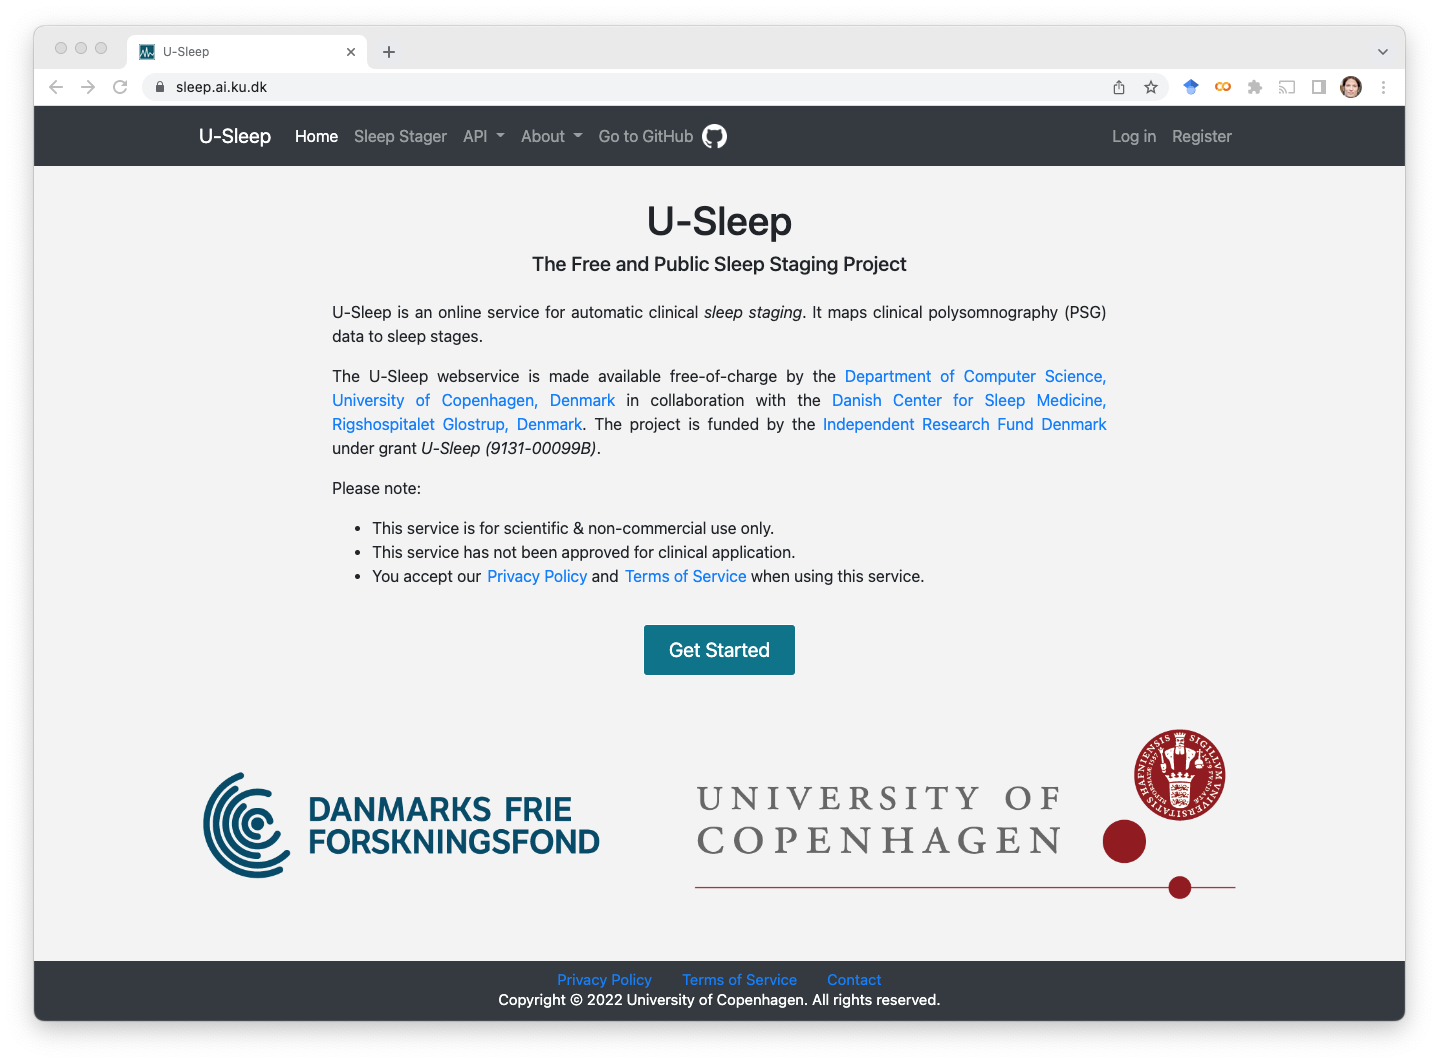 U-Sleep
sleep.ai.ku.dk
U-Sleep Home Sleep Stager API About Go to GitHub Log in Register
U-Sleep
The Free and Public Sleep Staging Project
U-Sleep is an online service for automatic clinical sleep staging. It maps clinical polysomnography (PSG)
data to sleep stages.
The U-Sleep webservice is made available free-of-charge by the Department of Computer Science,
University of Copenhagen, Denmark in collaboration with the Danish Center for Sleep Medicine,
Rigshospitalet Glostrup, Denmark. The project is funded by the Independent Research Fund Denmark
under grant U-Sleep (9131-00099B).
Please note:
• This service is for scientific & non-commercial use only.
• This service has not been approved for clinical application.
• You accept our Privacy Policy and Terms of Service when using this service.
Get Started
DANMARKS FRIE
FORSKNINGSFOND
UNIVERSITY OF
COPENHAGEN
SIGILLVM VNIVERSITATIS HAFNIENSIS
Privacy Policy Terms of Service Contact
Copyright © 2022 University of Copenhagen. All rights reserved.